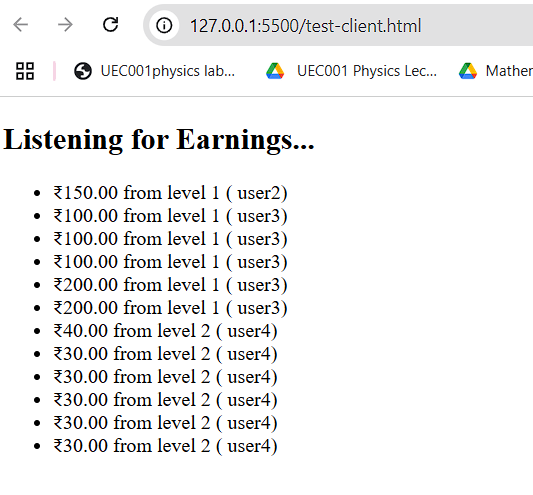 127.0.0.1:5500/test-client.html
UEC001physics lab... UEC001 Physics Lec... Mather
Listening for Earnings...
• ₹150.00 from level 1 ( user2)
• ₹100.00 from level 1 ( user3)
• ₹100.00 from level 1 ( user3)
• ₹100.00 from level 1 ( user3)
• ₹200.00 from level 1 ( user3)
• ₹200.00 from level 1 ( user3)
• ₹40.00 from level 2 ( user4)
• ₹30.00 from level 2 ( user4)
• ₹30.00 from level 2 ( user4)
• ₹30.00 from level 2 ( user4)
• ₹30.00 from level 2 ( user4)
• ₹30.00 from level 2 ( user4)